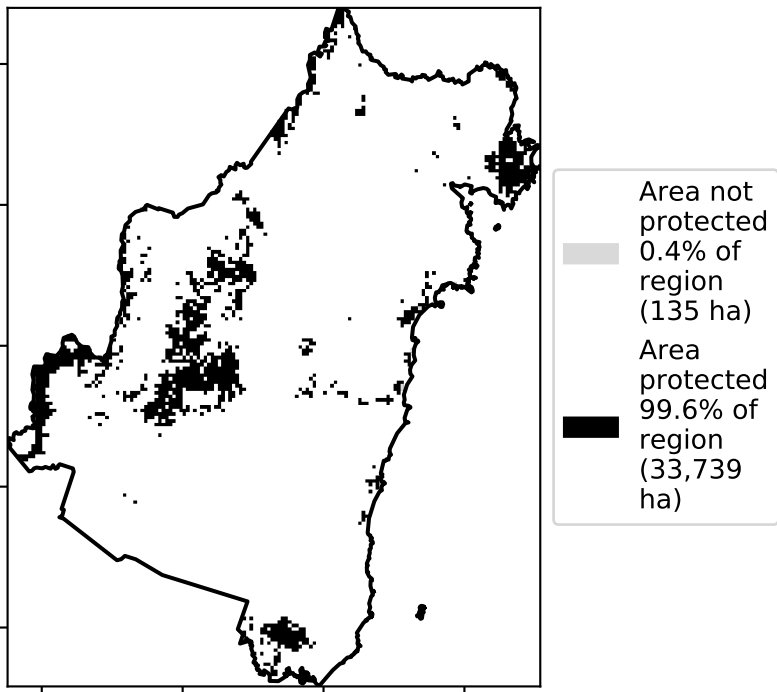 Area not
protected
0.4% of
region
(135 ha)
Area
protected
99.6% of
region
(33,739
ha)